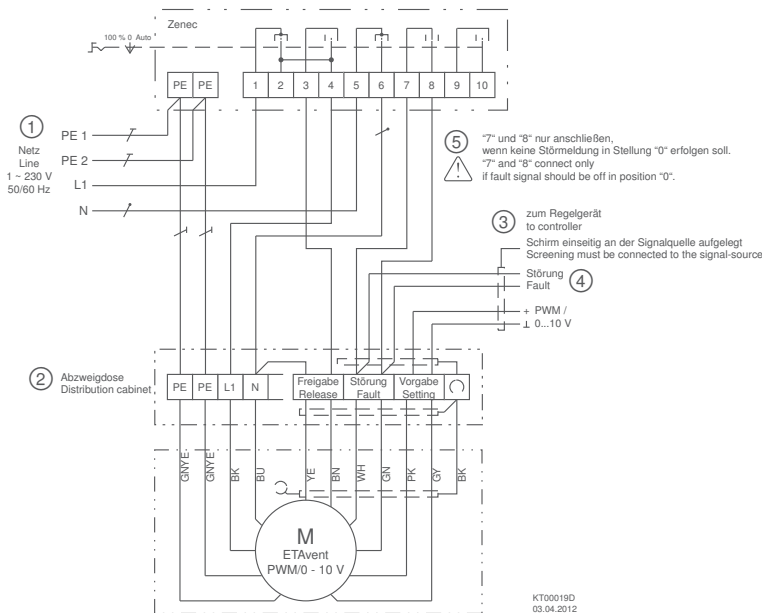 Zenec
100 % 0 Auto
PE PE 1 2 3 4 5 6 7 8 9 10
1
Netz
Line
1 ~ 230 V
50/60 Hz
PE 1
PE 2
L1
N
5
"7" und "8" nur anschließen,
wenn keine Störmeldung in Stellung "0" erfolgen soll.
"7" and "8" connect only
if fault signal should be off in position "0".
3
zum Regelgerät
to controller
Schirm einseitig an der Signalquelle aufgelegt
Screening must be connected to the signal-source
Störung
Fault
4
+ PWM /
⊥ 0...10 V
2
Abzweigdose
Distribution cabinet
PE PE L1 N
Freigabe
Release
Störung
Fault
Vorgabe
Setting
GNYE GNYE BK BU YE BN WH GN PK GY BK
M
ETAvent
PWM/0 - 10 V
KT00019D
03.04.2012